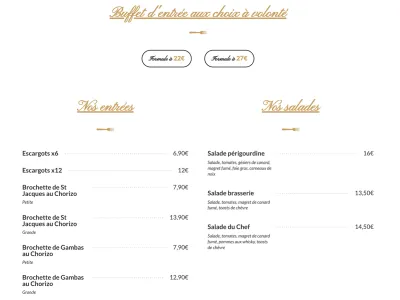 Buffet d'entrée aux choix à volonté
Formule à 22€
Formule à 27€
Nos entrées
Escargots x6 6,90€
Escargots x12 12€
Brochette de St
Jacques au Chorizo 7,90€
Petite
Brochette de St
Jacques au Chorizo 13,90€
Grande
Brochette de Gambas
au Chorizo 7,90€
Petite
Brochette de Gambas
au Chorizo 12,90€
Grande
Nos salades
Salade périgourdine 16€
Salade, tomates, gésiers de canard,
magret fumé, foie gras, cerneaux de
noix
Salade brasserie 13,50€
Salade, tomates, magret de canard
fumé, toasts de chèvre
Salade du Chef 14,50€
Salade, tomates, magret de canard
fumé, pommes aux whisky, toasts de
chèvre